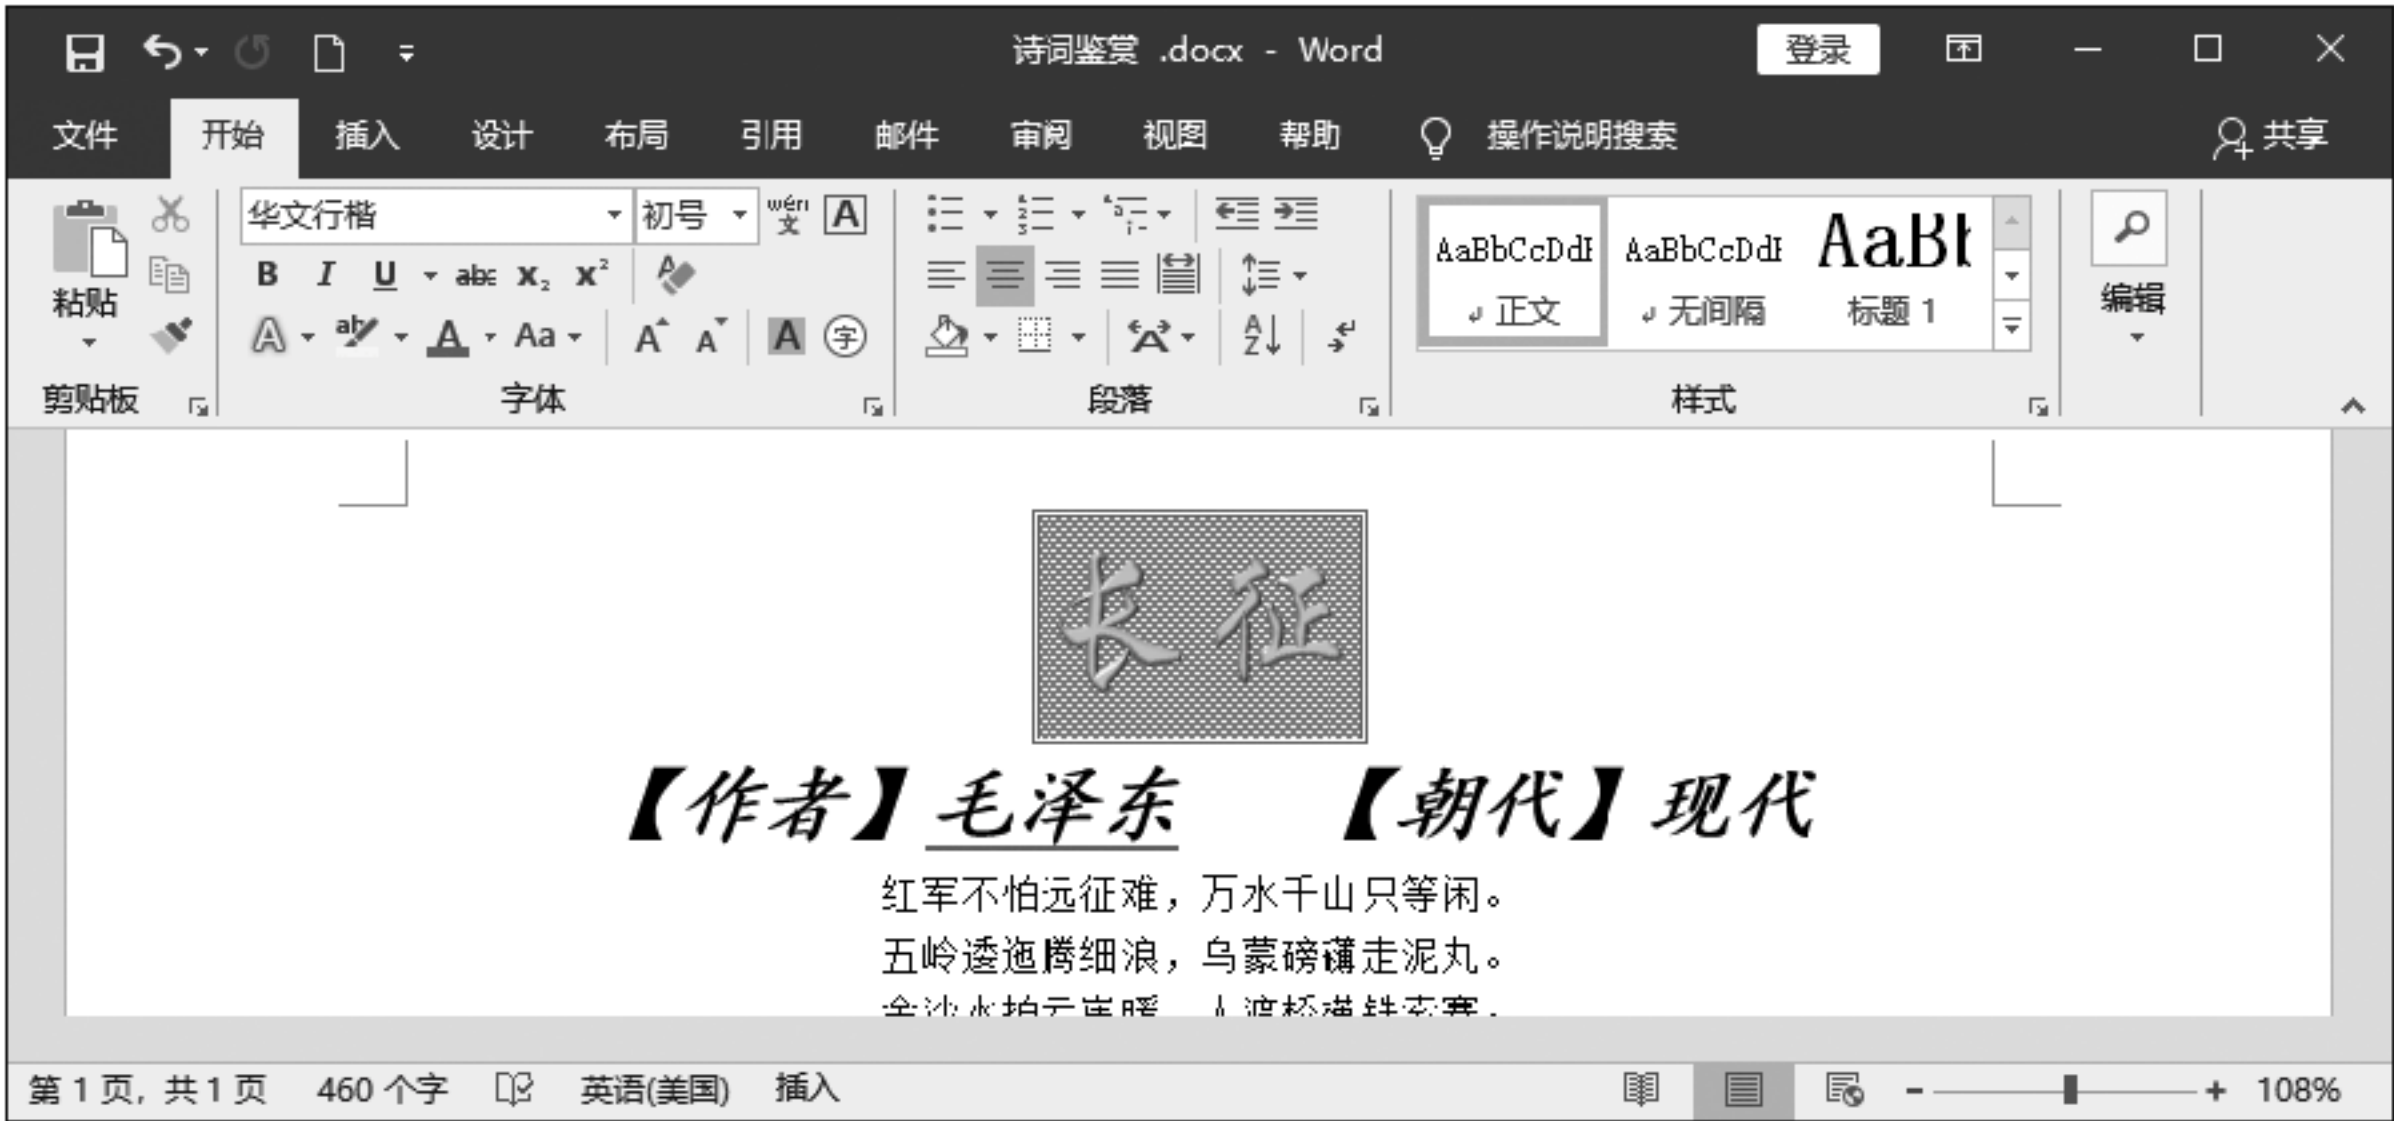 诗词鉴赏 .docx - Word 登录
文件 开始 插入 设计 布局 引用 邮件 审阅 视图 帮助 操作说明搜索 共享
华文行楷 初号 wén 文 A
B I U abc x₂ x²
粘贴
A aby A Aa A A A 字
A Z
AaBbCcDdE AaBbCcDdE AaBb
正文 无间隔 标题 1
编辑
剪贴板 字体 段落 样式
长 征
【作者】毛泽东 【朝代】现代
红军不怕远征难，万水千山只等闲。
五岭逶迤腾细浪，乌蒙磅礴走泥丸。
第 1 页, 共 1 页 460 个字 英语(美国) 插入 108%